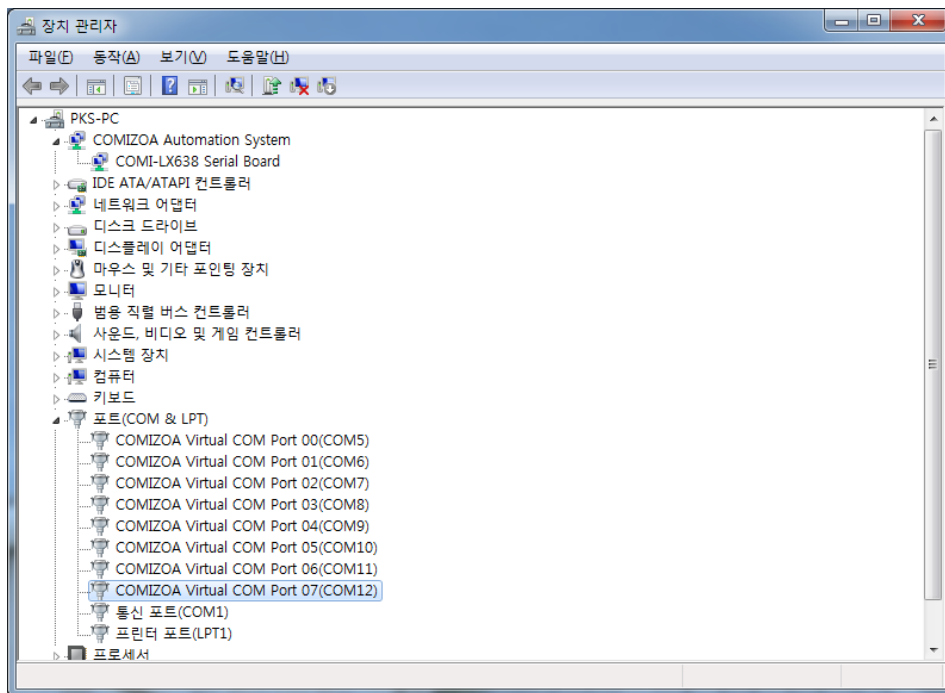 장치 관리자
파일(F) 동작(A) 보기(V) 도움말(H)
PKS-PC
COMIZOA Automation System
COMI-LX638 Serial Board
IDE ATA/ATAPI 컨트롤러
네트워크 어댑터
디스크 드라이브
디스플레이 어댑터
마우스 및 기타 포인팅 장치
모니터
범용 직렬 버스 컨트롤러
사운드, 비디오 및 게임 컨트롤러
시스템 장치
컴퓨터
키보드
포트(COM & LPT)
COMIZOA Virtual COM Port 00(COM5)
COMIZOA Virtual COM Port 01(COM6)
COMIZOA Virtual COM Port 02(COM7)
COMIZOA Virtual COM Port 03(COM8)
COMIZOA Virtual COM Port 04(COM9)
COMIZOA Virtual COM Port 05(COM10)
COMIZOA Virtual COM Port 06(COM11)
COMIZOA Virtual COM Port 07(COM12)
통신 포트(COM1)
프린터 포트(LPT1)
프로세서